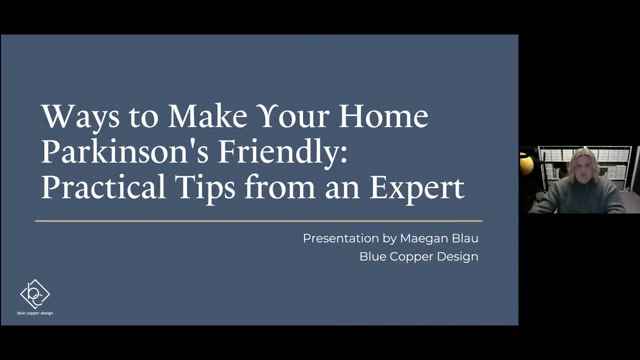 Ways to Make Your Home
Parkinson's Friendly:
Practical Tips from an Expert
Presentation by Maegan Blau
Blue Copper Design
bc
blue copper design